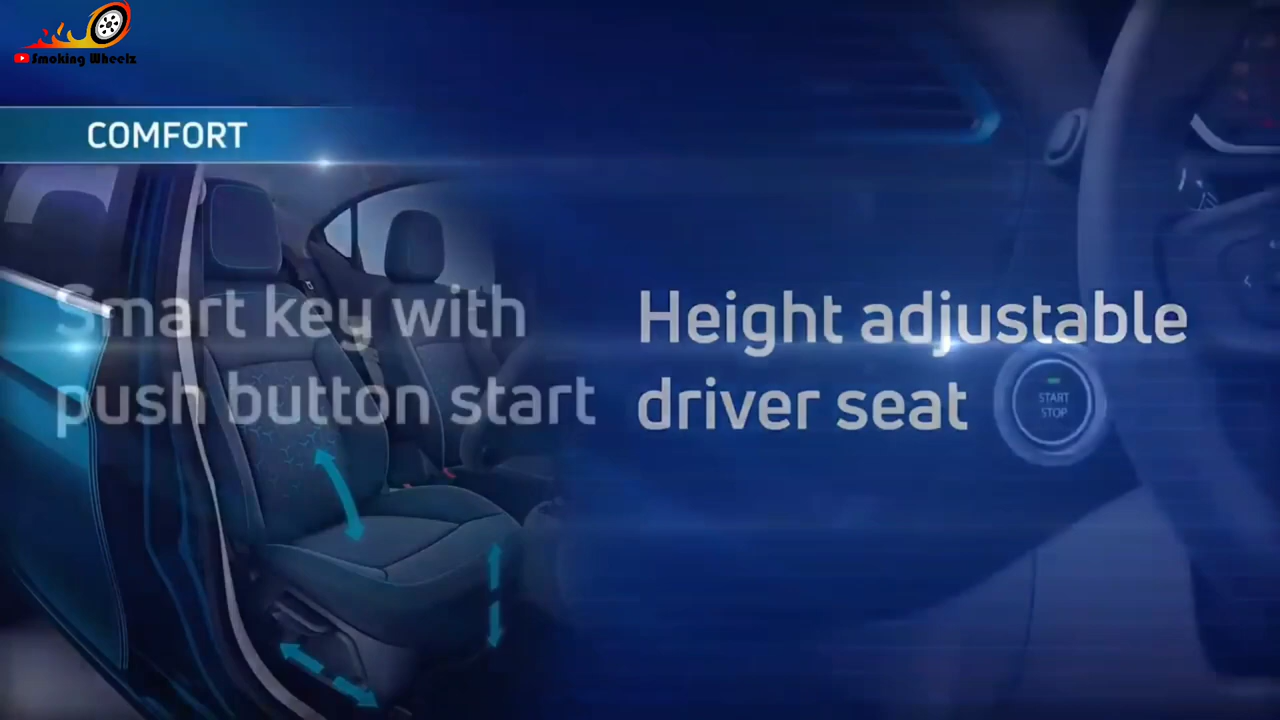 Smoking Wheelz
COMFORT
Smart key with
push button start
Height adjustable
driver seat
START
STOP